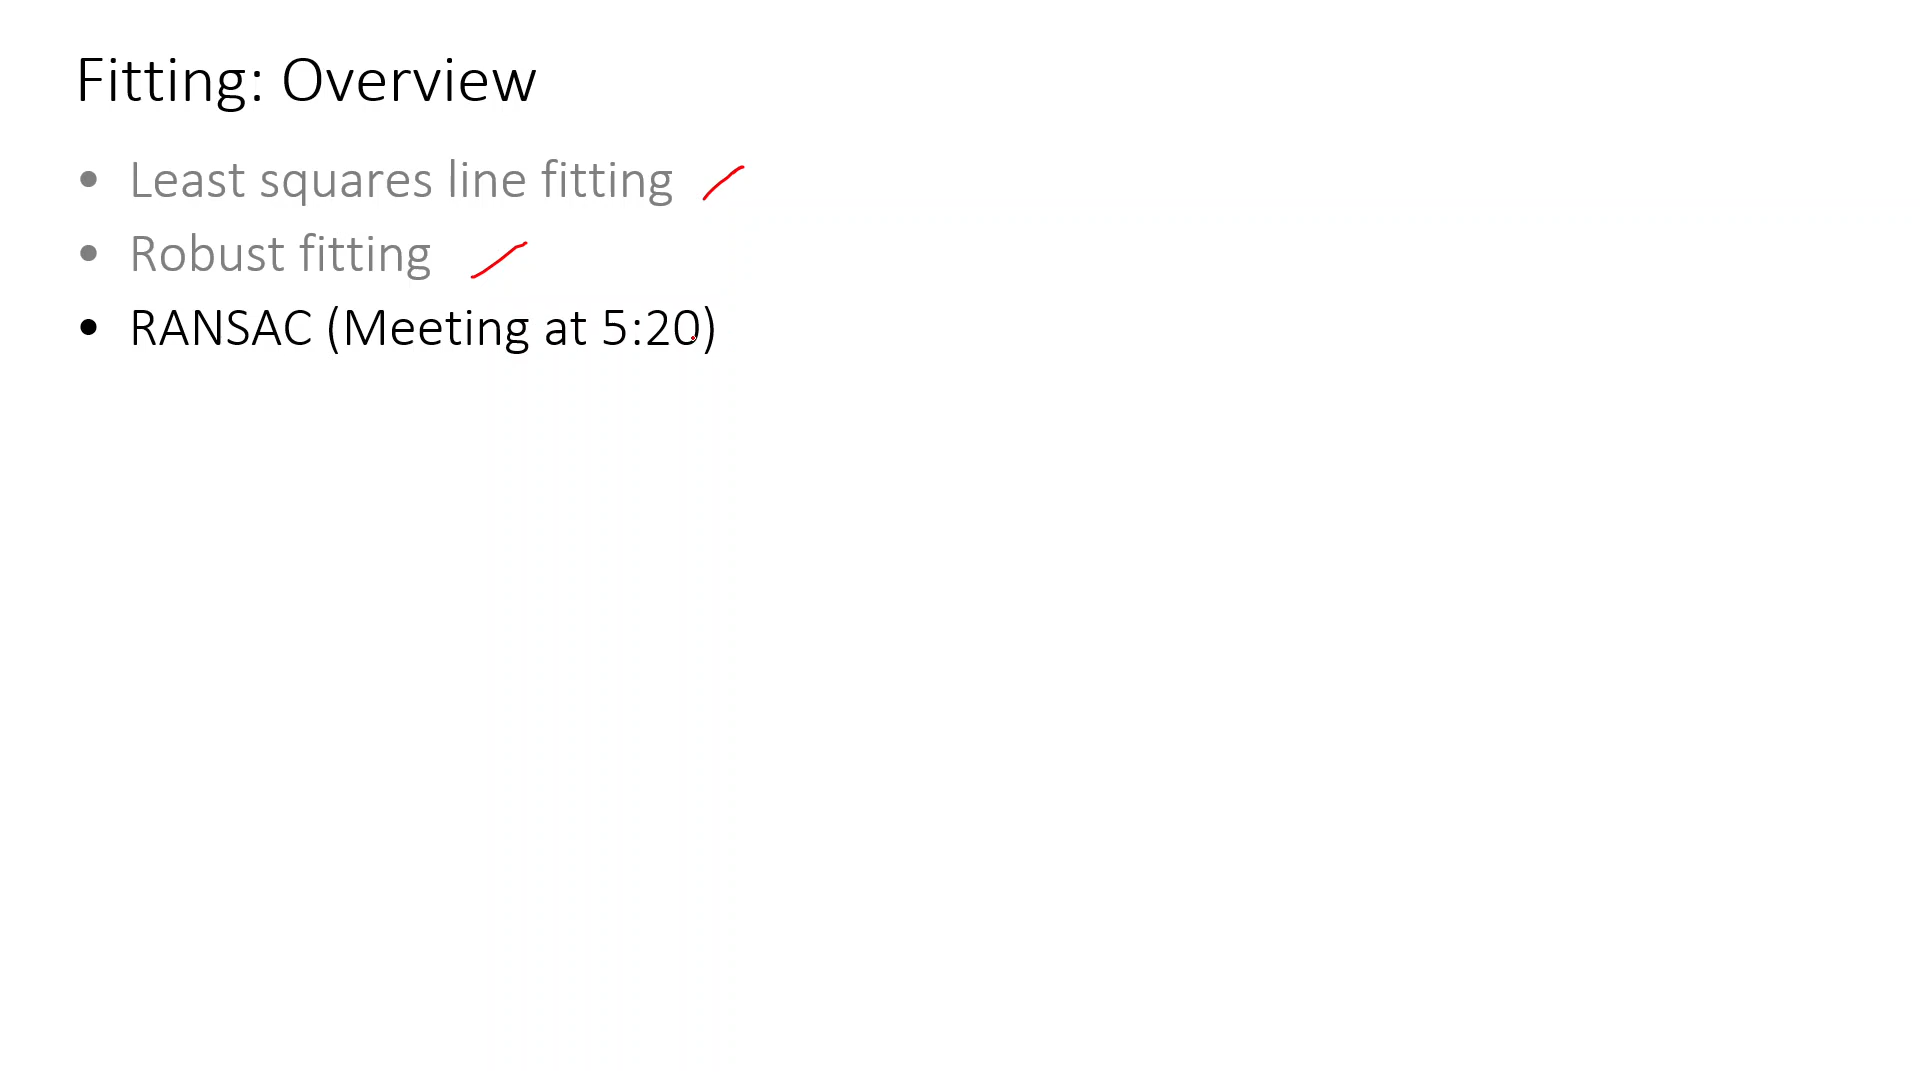 Fitting: Overview
• Least squares line fitting
• Robust fitting
• RANSAC (Meeting at 5:20)